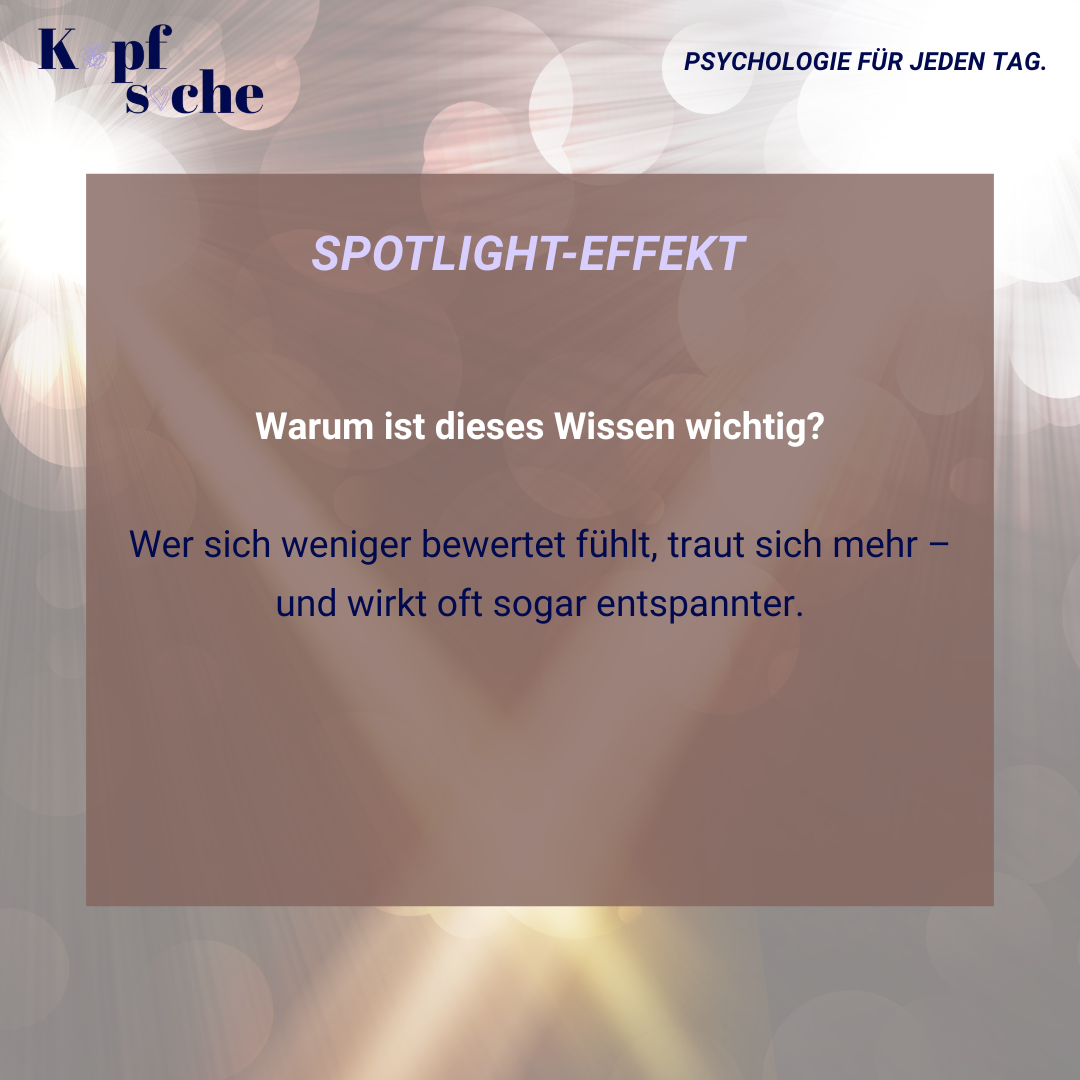 Kopf
sache
PSYCHOLOGIE FÜR JEDEN TAG.
SPOTLIGHT-EFFEKT
Warum ist dieses Wissen wichtig?
Wer sich weniger bewertet fühlt, traut sich mehr –
und wirkt oft sogar entspannter.